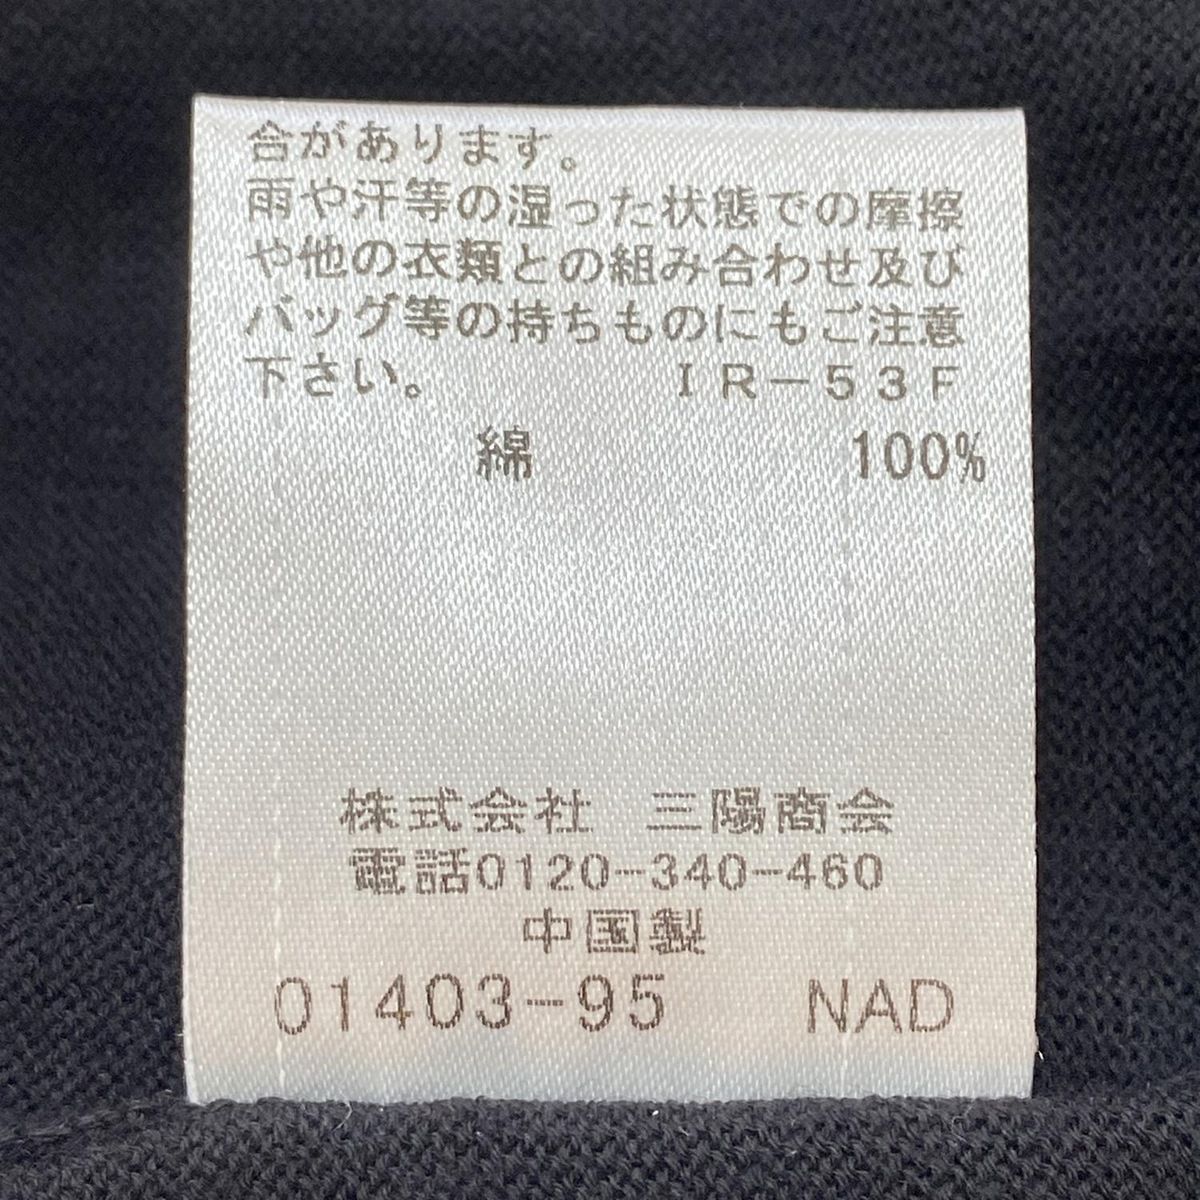 合があります。
雨や汗等の湿った状態での摩擦
や他の衣類との組み合わせ及び
バッグ等の持ちものにもご注意
下さい。 IR-53F
綿 100%
株式会社 三陽商会
電話0120-340-460
中国製
01403-95 NAD